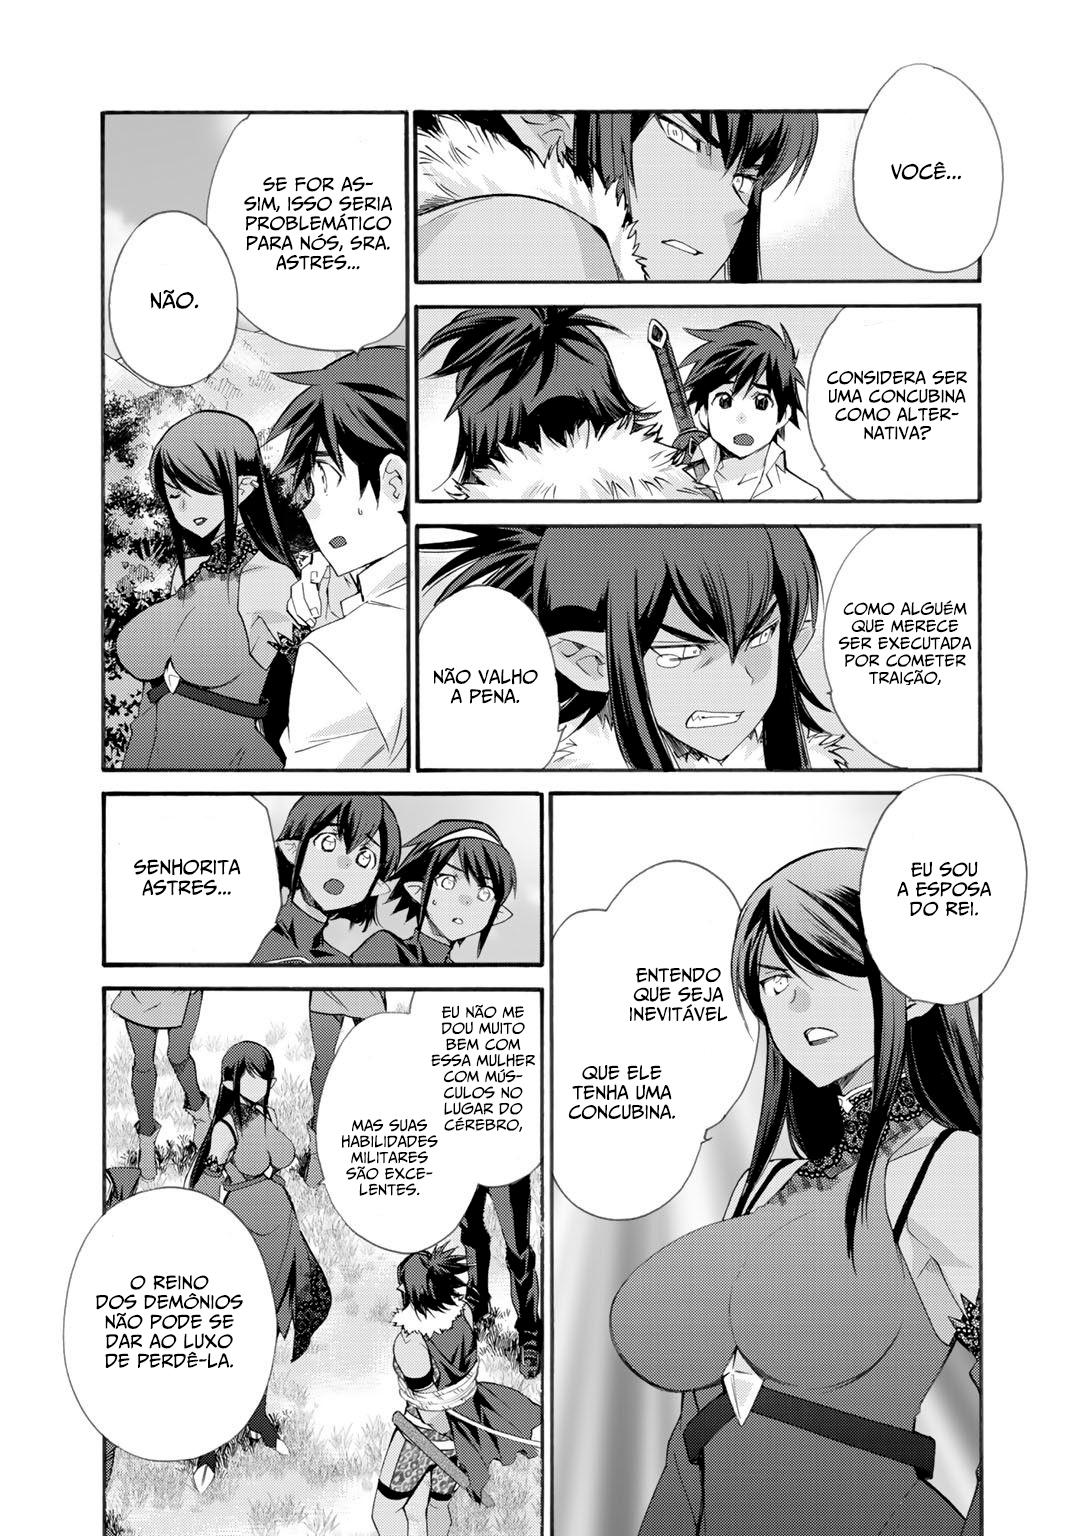 VOCÊ...
CONSIDERA SER
UMA CONCUBINA
COMO ALTER-
NATIVA?
COMO ALGUÉM
QUE MERECE
SER EXECUTADA
POR COMETER
TRAIÇÃO,
NÃO VALHO
A PENA.
SE FOR AS-
SIM, ISSO SERIA
PROBLEMÁTICO
PARA NÓS, SRA.
ASTRES...
NÃO.
EU SOU
A ESPOSA
DO REI.
ENTENDO
QUE SEJA
INEVITÁVEL
QUE ELE
TENHA UMA
CONCUBINA.
SENHORITA
ASTRES...
EU NÃO ME
DOU MUITO
BEM COM
ESSA MULHER
COM MÚS-
CULOS NO
LUGAR DO
CÉREBRO,
MAS SUAS
HABILIDADES
MILITARES
SÃO EXCE-
LENTES.
O REINO
DOS DEMÔNIOS
NÃO PODE SE
DAR AO LUXO
DE PERDÊ-LA.